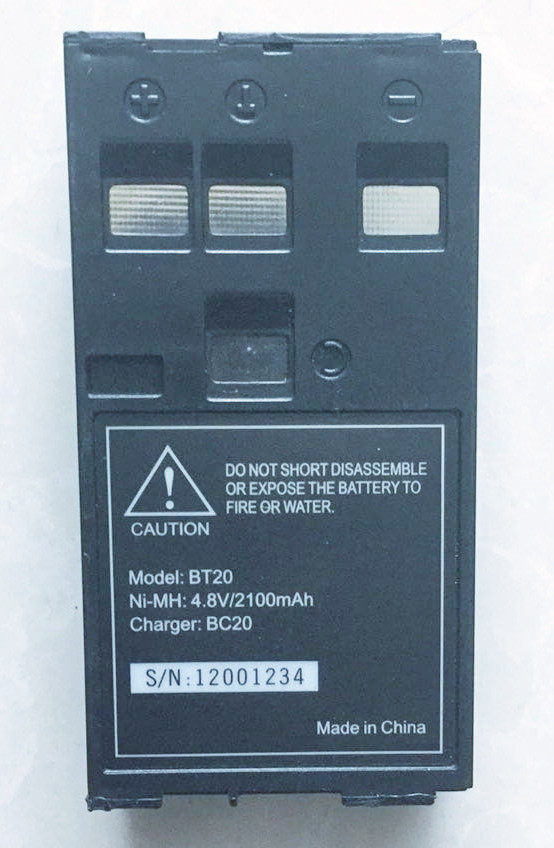 + T −
DO NOT SHORT DISASSEMBLE
OR EXPOSE THE BATTERY TO
FIRE OR WATER.
CAUTION
Model: BT20
Ni-MH: 4.8V/2100mAh
Charger: BC20
S/N:12001234
Made in China